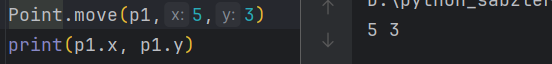 Point.move(p1, x: 5, y: 3)
print(p1.x, p1.y)
5 3